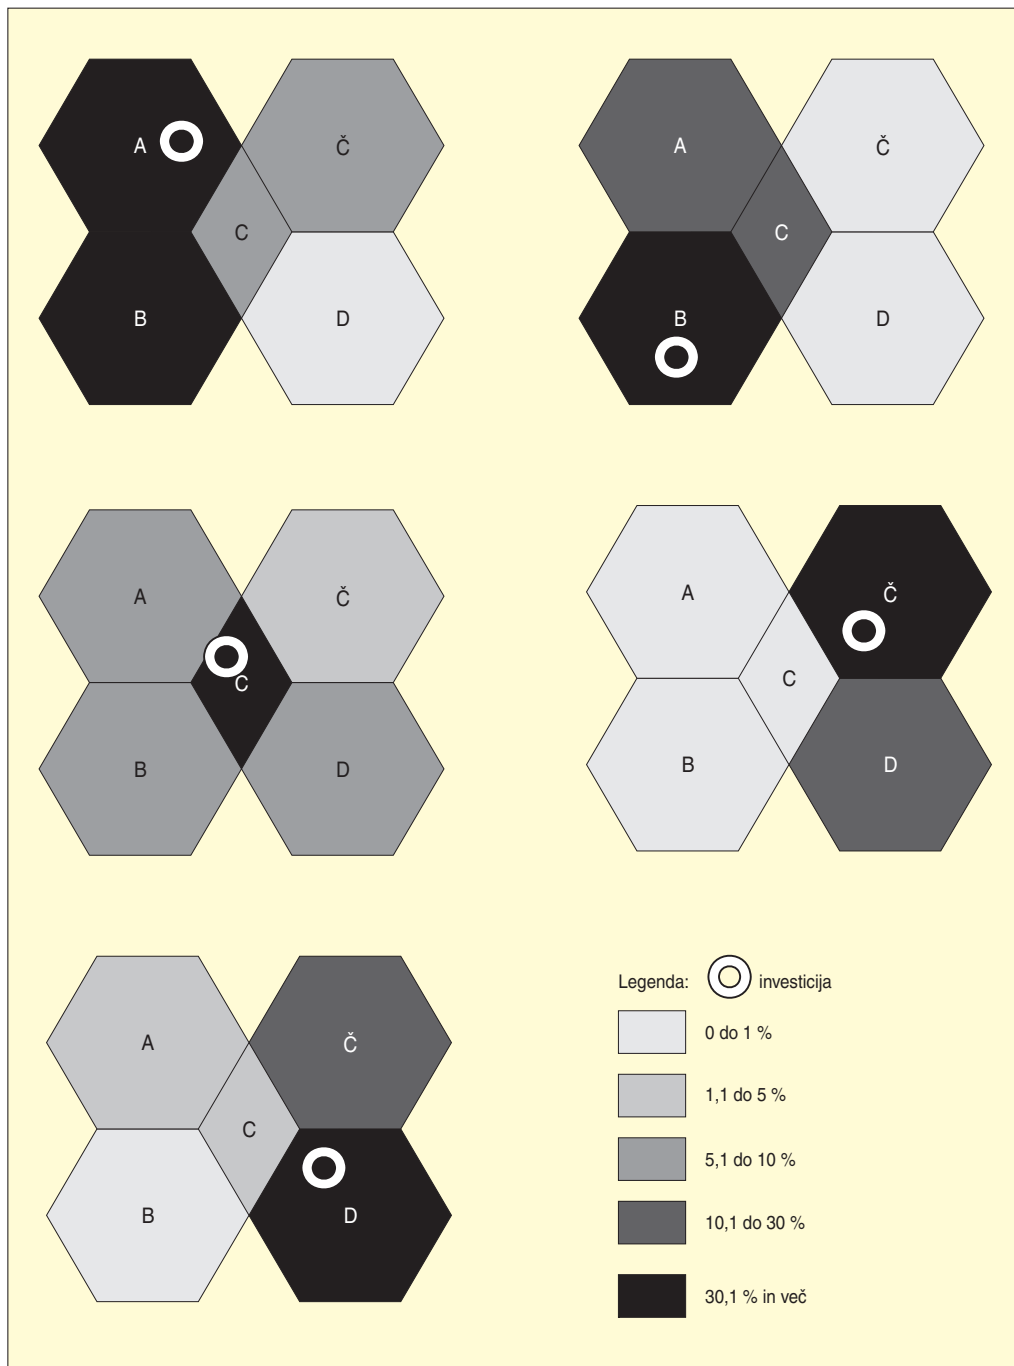 A
Č
C
B
D
A
Č
C
B
D
A
Č
C
B
D
A
Č
C
B
D
A
Č
C
B
D
Legenda: investicija
0 do 1 %
1,1 do 5 %
5,1 do 10 %
10,1 do 30 %
30,1 % in več